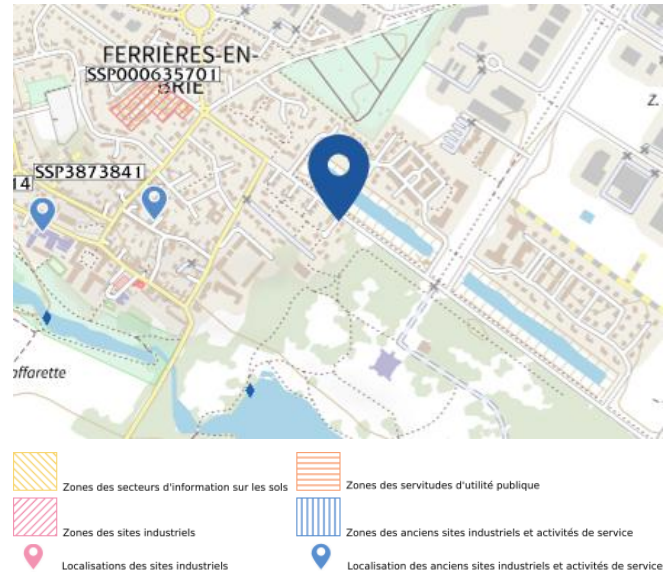 FERRIÈRES-EN-
SSP000635701
BRIE
Z.
SSP3873841
14
affarette
Zones des secteurs d'information sur les sols
Zones des servitudes d'utilité publique
Zones des sites industriels
Zones des anciens sites industriels et activités de service
Localisations des sites industriels
Localisation des anciens sites industriels et activités de service